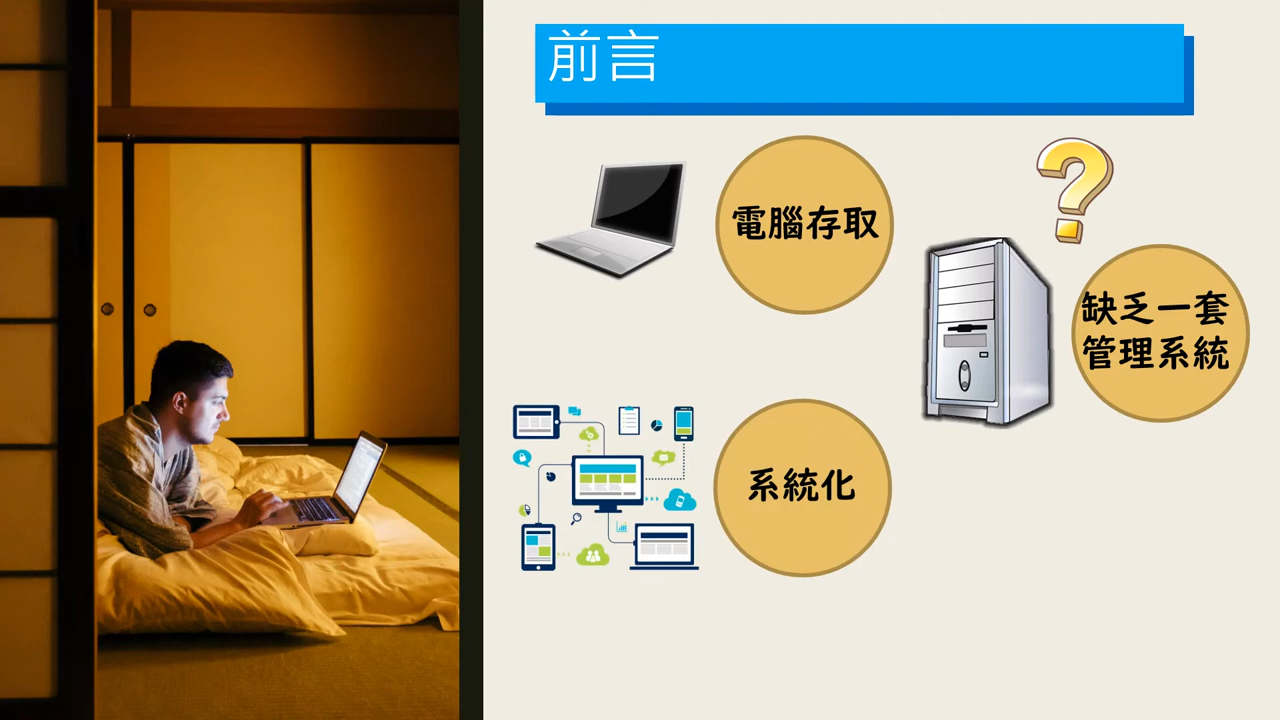 前言
電腦存取
缺乏一套
管理系統
系統化